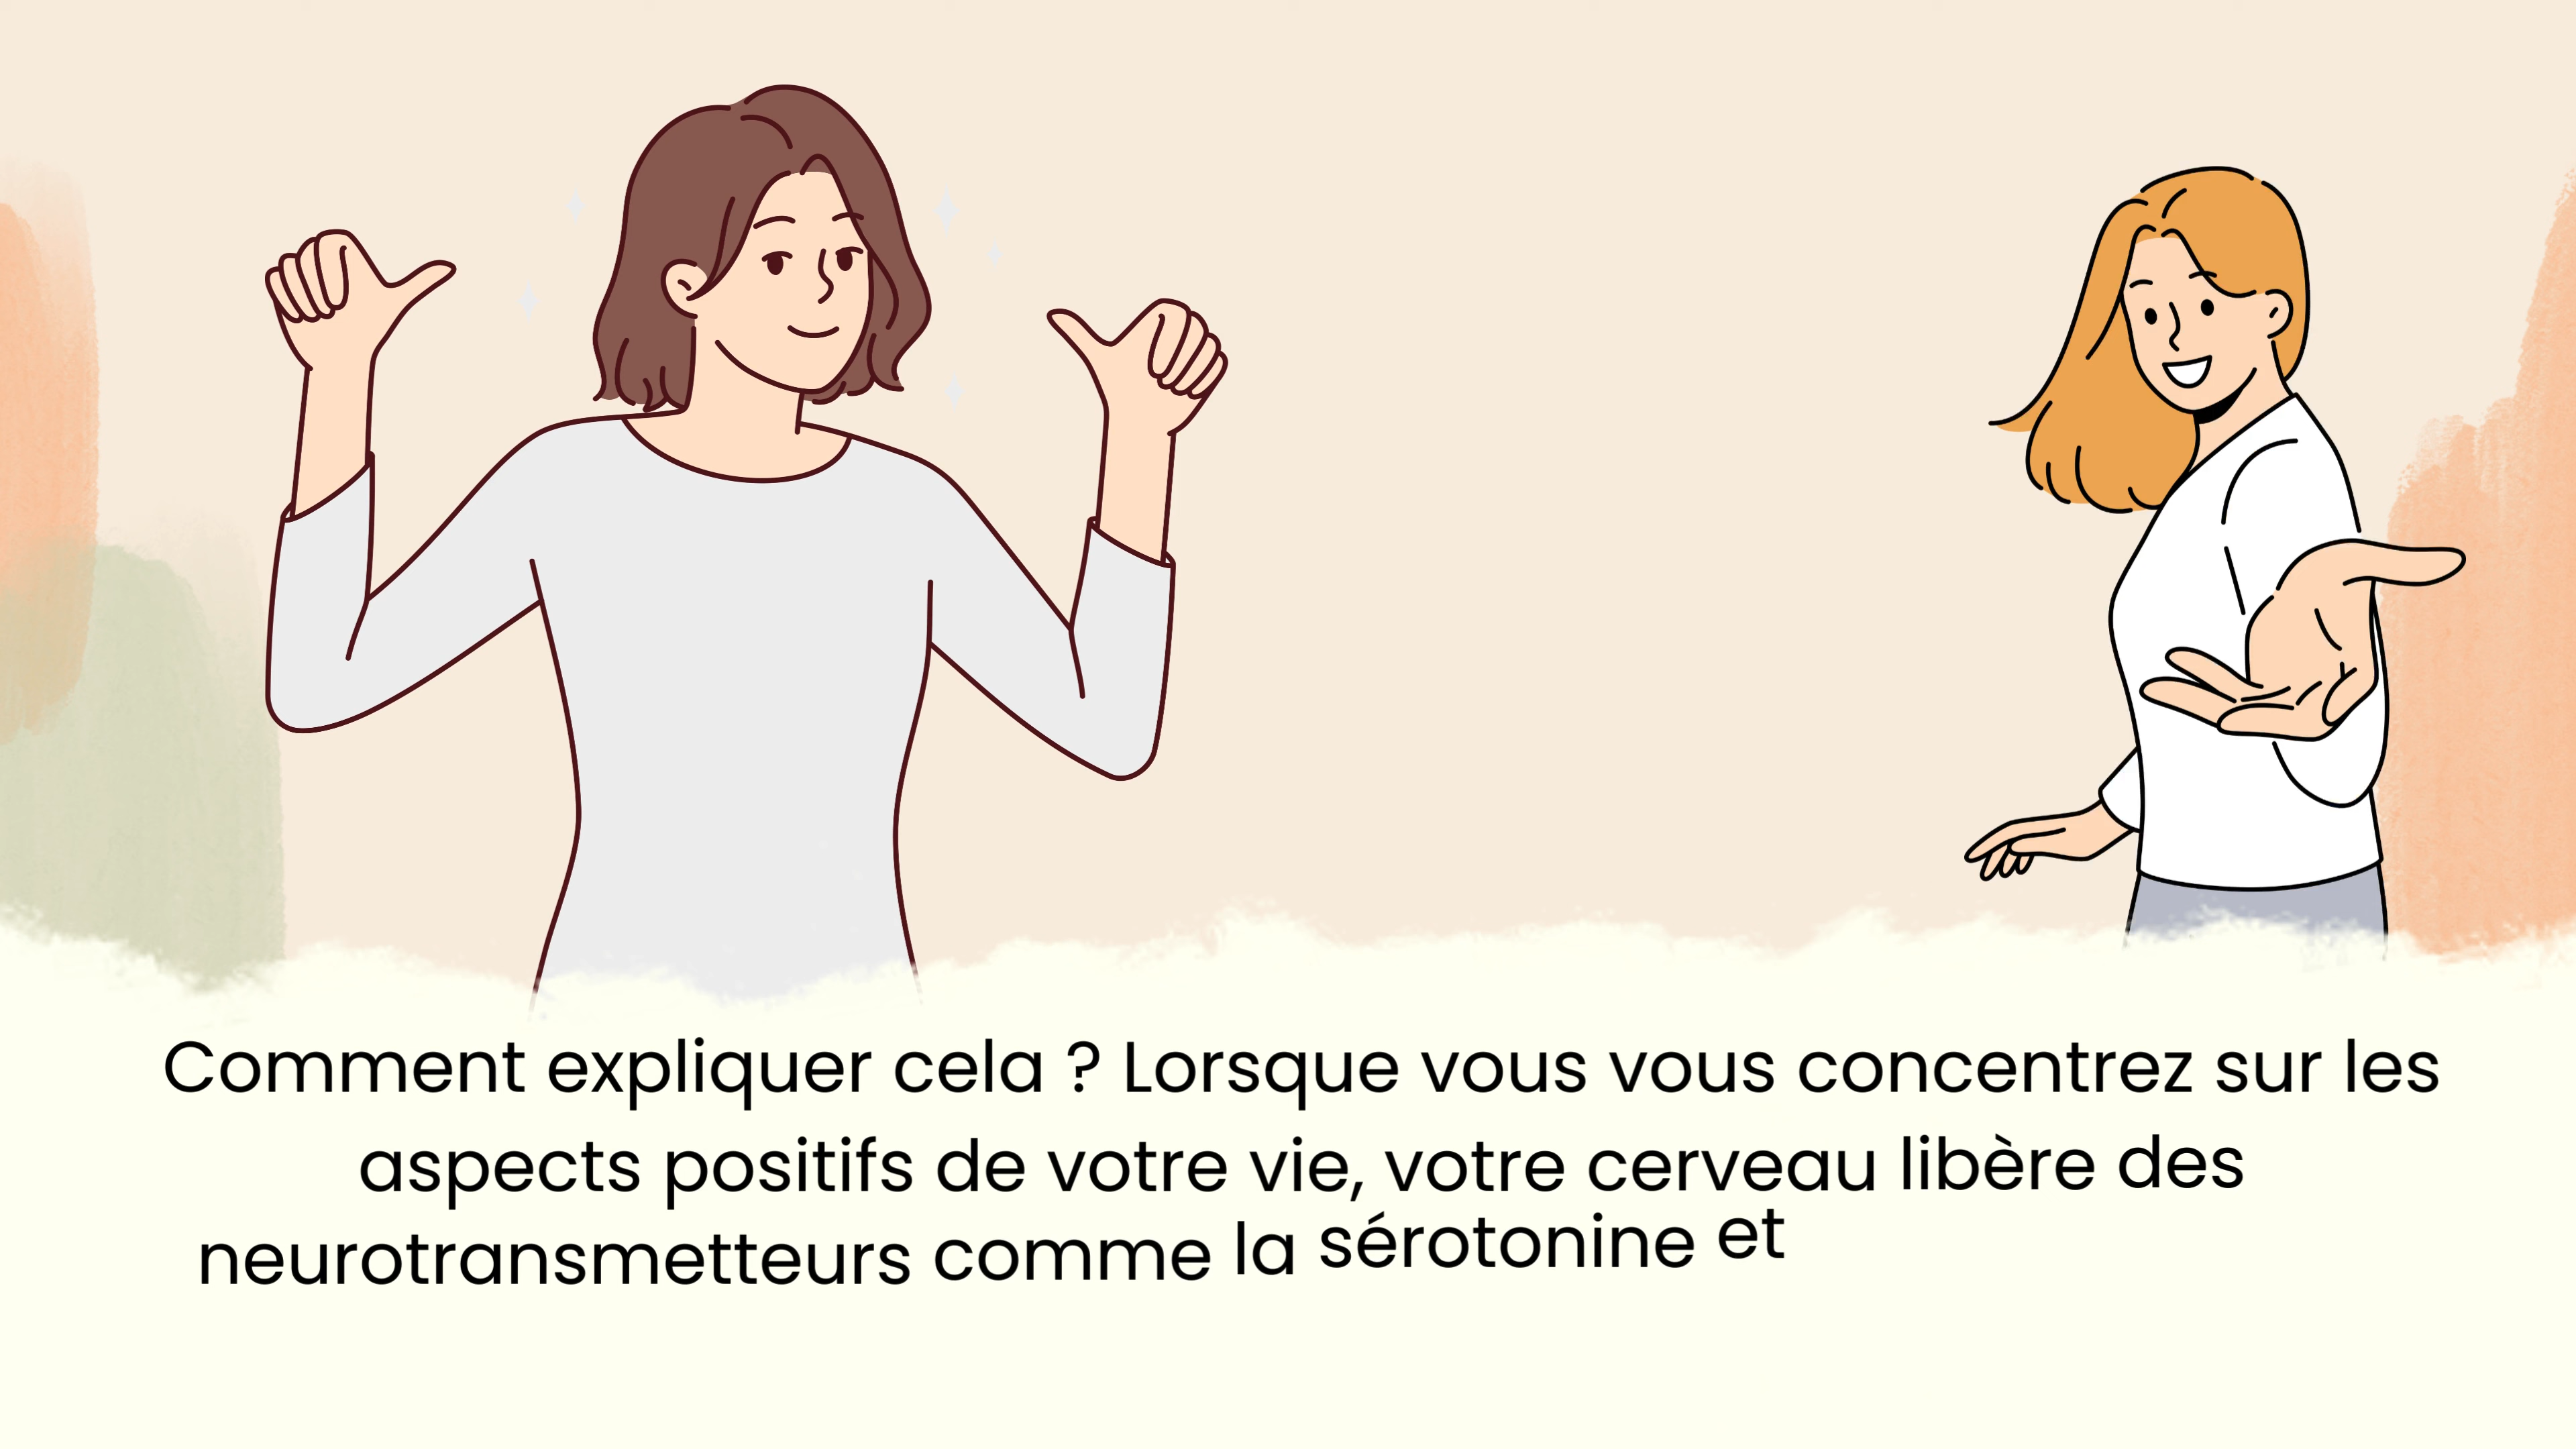 Comment expliquer cela ? Lorsque vous vous concentrez sur les
aspects positifs de votre vie, votre cerveau libère des
neurotransmetteurs comme la sérotonine et